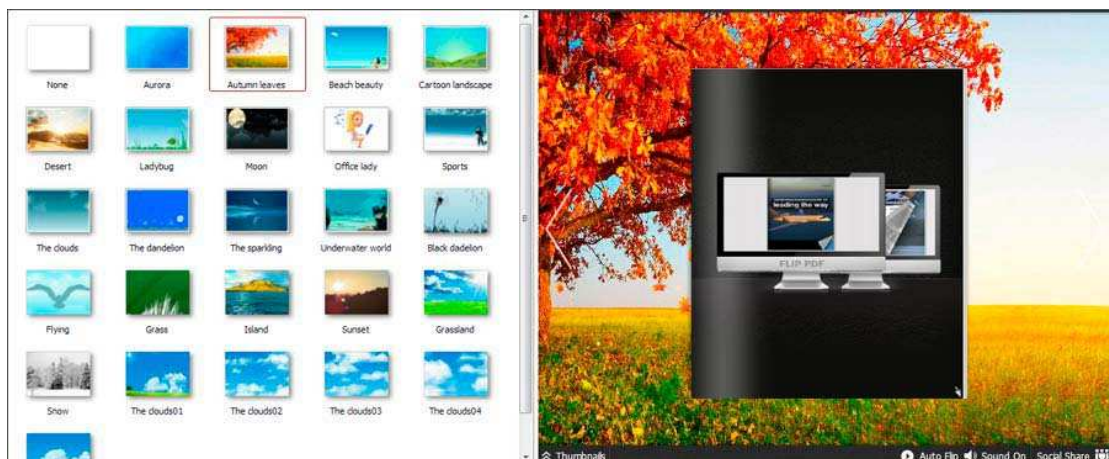 None Aurora Autumn leaves Beach beauty Cartoon landscape
Desert Ladybug Moon Office lady Sports
The clouds The dandelion The sparkling Underwater world Black dadelion
Flying Grass Island Sunset Grassland
Snow The clouds01 The clouds02 The clouds03 The clouds04
leading the way
FLIP PDF
Thumbnails Auto Flip Sound On Social Share